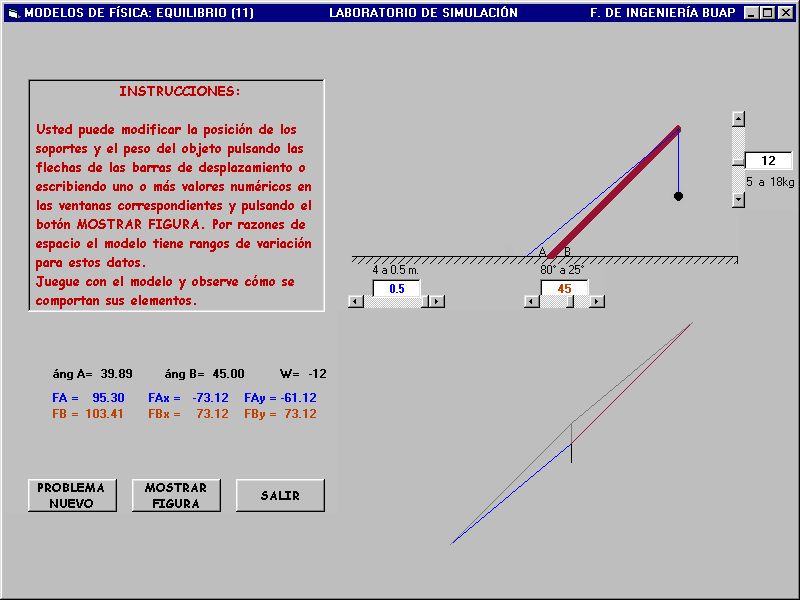 MODELOS DE FÍSICA: EQUILIBRIO (11) LABORATORIO DE SIMULACIÓN F. DE INGENIERÍA BUAP
INSTRUCCIONES:
Usted puede modificar la posición de los
soportes y el peso del objeto pulsando las
flechas de las barras de desplazamiento o
escribiendo uno o más valores numéricos en
las ventanas correspondientes y pulsando el
botón MOSTRAR FIGURA. Por razones de
espacio el modelo tiene rangos de variación
para estos datos.
Juegue con el modelo y observe cómo se
comportan sus elementos.
12
5 a 18kg
A B
4 a 0.5 m. 80° a 25°
0.5 45
áng A= 39.89 áng B= 45.00 W= -12
FA = 95.30 FAx = -73.12 FAy = -61.12
FB = 103.41 FBx = 73.12 FBy = 73.12
PROBLEMA
NUEVO
MOSTRAR
FIGURA
SALIR